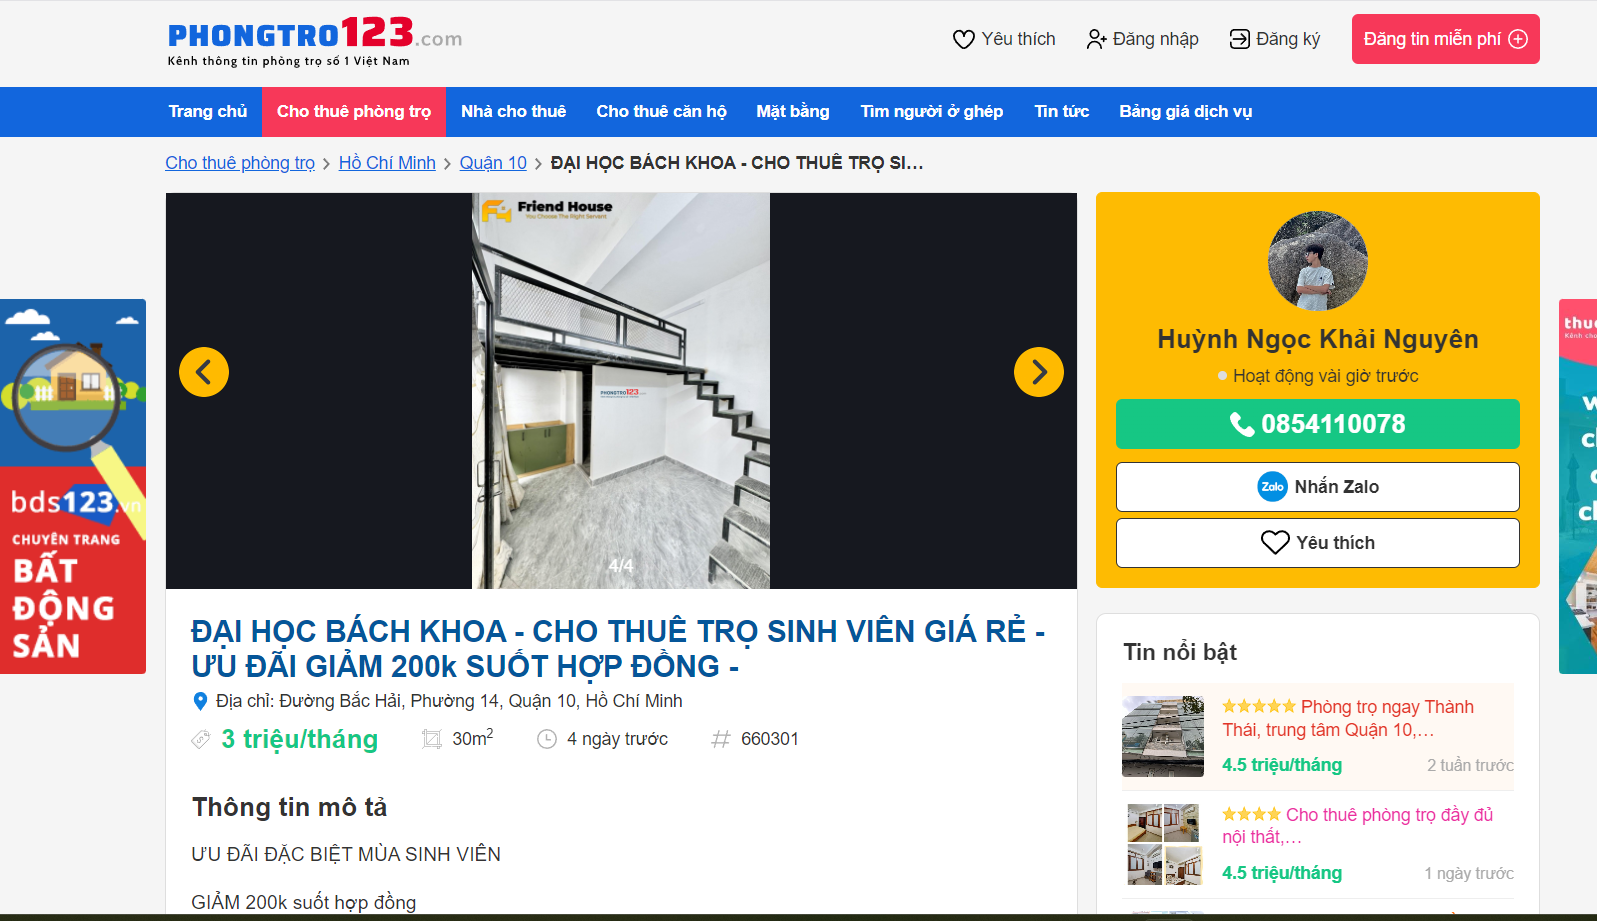 PHONGTRO123.com
Kênh thông tin phòng trọ số 1 Việt Nam
Yêu thích
Đăng nhập
Đăng ký
Đăng tin miễn phí
Trang chủ
Cho thuê phòng trọ
Nhà cho thuê
Cho thuê căn hộ
Mặt bằng
Tìm người ở ghép
Tin tức
Bảng giá dịch vụ
Cho thuê phòng trọ > Hồ Chí Minh > Quận 10 > ĐẠI HỌC BÁCH KHOA - CHO THUÊ TRỌ SI...
F4 Friend House
You Choose The Right Servant
PHONGTRO123
4/4
bds123.vn
CHUYÊN TRANG
BẤT
ĐỘNG
SẢN
Huỳnh Ngọc Khải Nguyên
Hoạt động vài giờ trước
0854110078
Zalo Nhắn Zalo
Yêu thích
ĐẠI HỌC BÁCH KHOA - CHO THUÊ TRỌ SINH VIÊN GIÁ RẺ -
ƯU ĐÃI GIẢM 200k SUỐT HỢP ĐỒNG -
Địa chỉ: Đường Bắc Hải, Phường 14, Quận 10, Hồ Chí Minh
3 triệu/tháng
30m²
4 ngày trước
# 660301
Thông tin mô tả
ƯU ĐÃI ĐẶC BIỆT MÙA SINH VIÊN
GIẢM 200k suốt hợp đồng
Tin nổi bật
Phòng trọ ngay Thành
Thái, trung tâm Quận 10,...
4.5 triệu/tháng
2 tuần trước
Cho thuê phòng trọ đầy đủ
nội thất,...
4.5 triệu/tháng
1 ngày trước